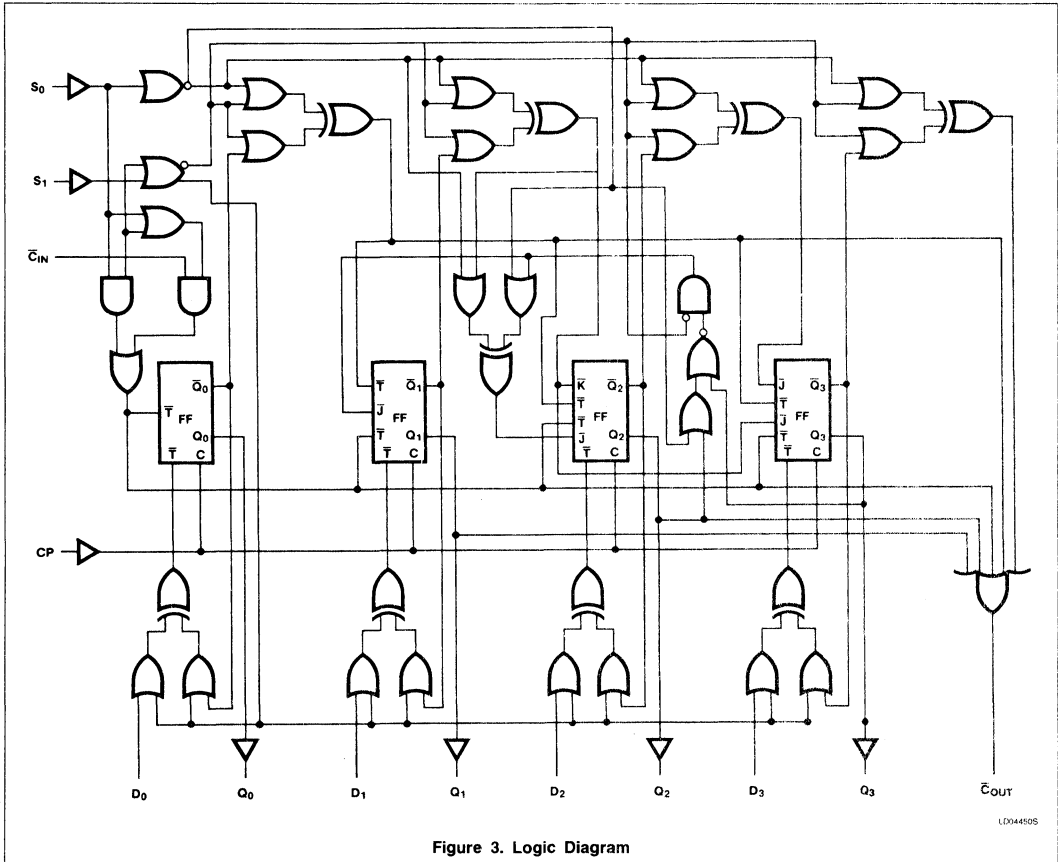 S0
S1
C̅IN
T̅ FF Q̅0 Q0 T̅ C
T̅ J̅ T̅ FF Q̅1 Q1 T̅ C
K̅ T̅ T̅ J̅ FF Q̅2 Q2 T̅ C
J̅ T̅ J̅ T̅ FF Q̅3 Q3 T̅ C
CP
D0 Q0 D1 Q1 D2 Q2 D3 Q3 C̅OUT
LD04450S
Figure 3. Logic Diagram